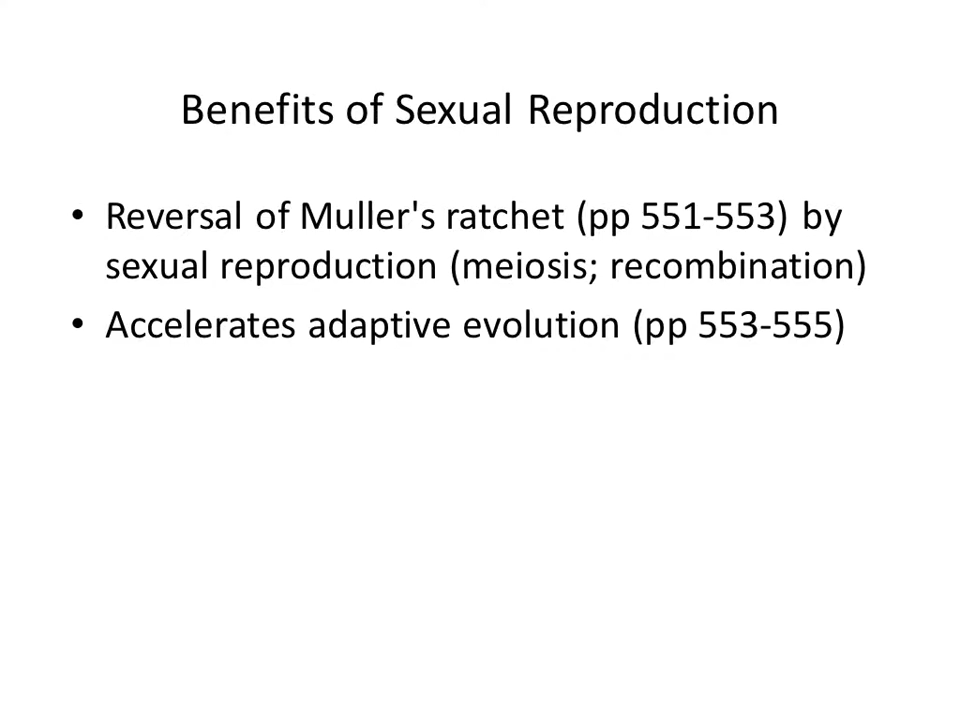 Benefits of Sexual Reproduction
• Reversal of Muller's ratchet (pp 551-553) by
sexual reproduction (meiosis; recombination)
• Accelerates adaptive evolution (pp 553-555)